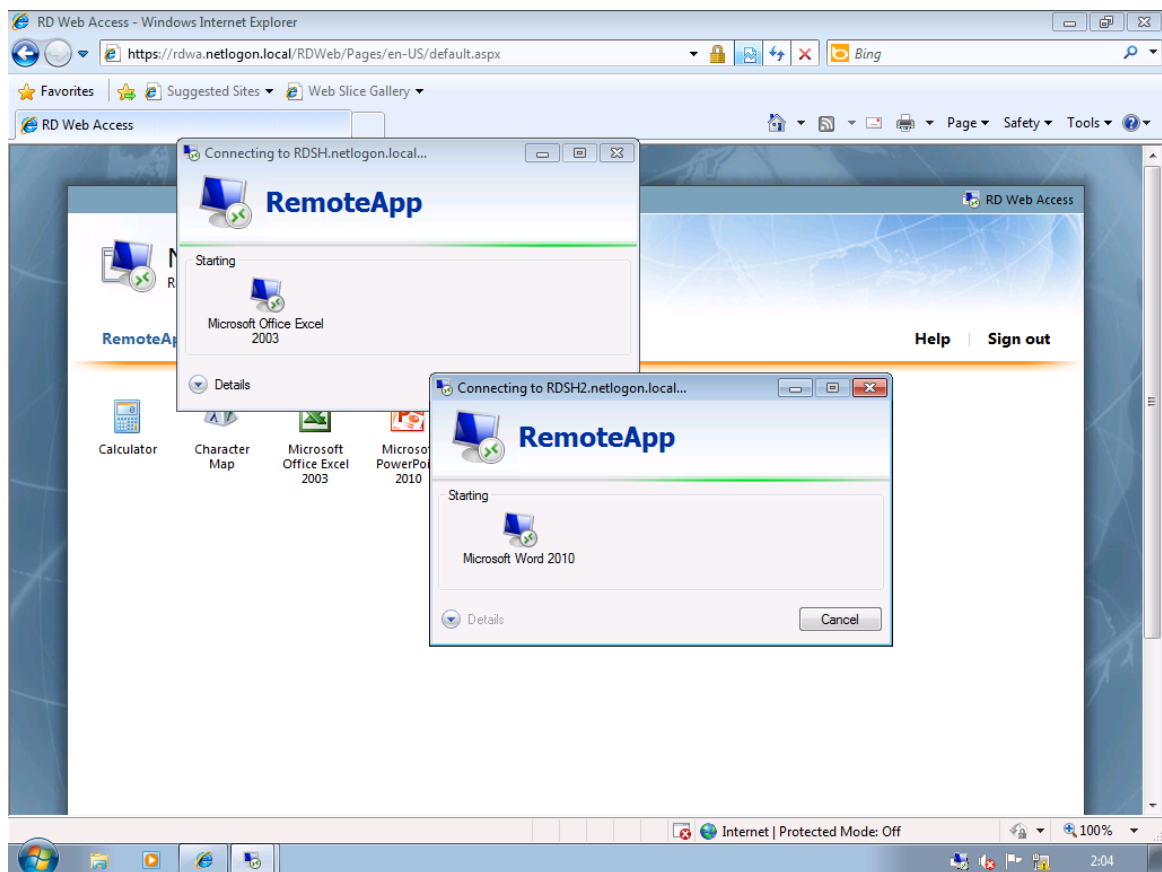 RD Web Access - Windows Internet Explorer
https://rdwa.netlogon.local/RDWeb/Pages/en-US/default.aspx
Bing
Favorites
Suggested Sites
Web Slice Gallery
RD Web Access
Page
Safety
Tools
Connecting to RDSH.netlogon.local...
RemoteApp
Starting
Microsoft Office Excel
2003
Details
RD Web Access
N
R
RemoteAp
Help
Sign out
Connecting to RDSH2.netlogon.local...
RemoteApp
Starting
Microsoft Word 2010
Details
Cancel
Calculator
Character
Map
Microsoft
Office Excel
2003
Microso
PowerPoi
2010
Internet | Protected Mode: Off
100%
2:04